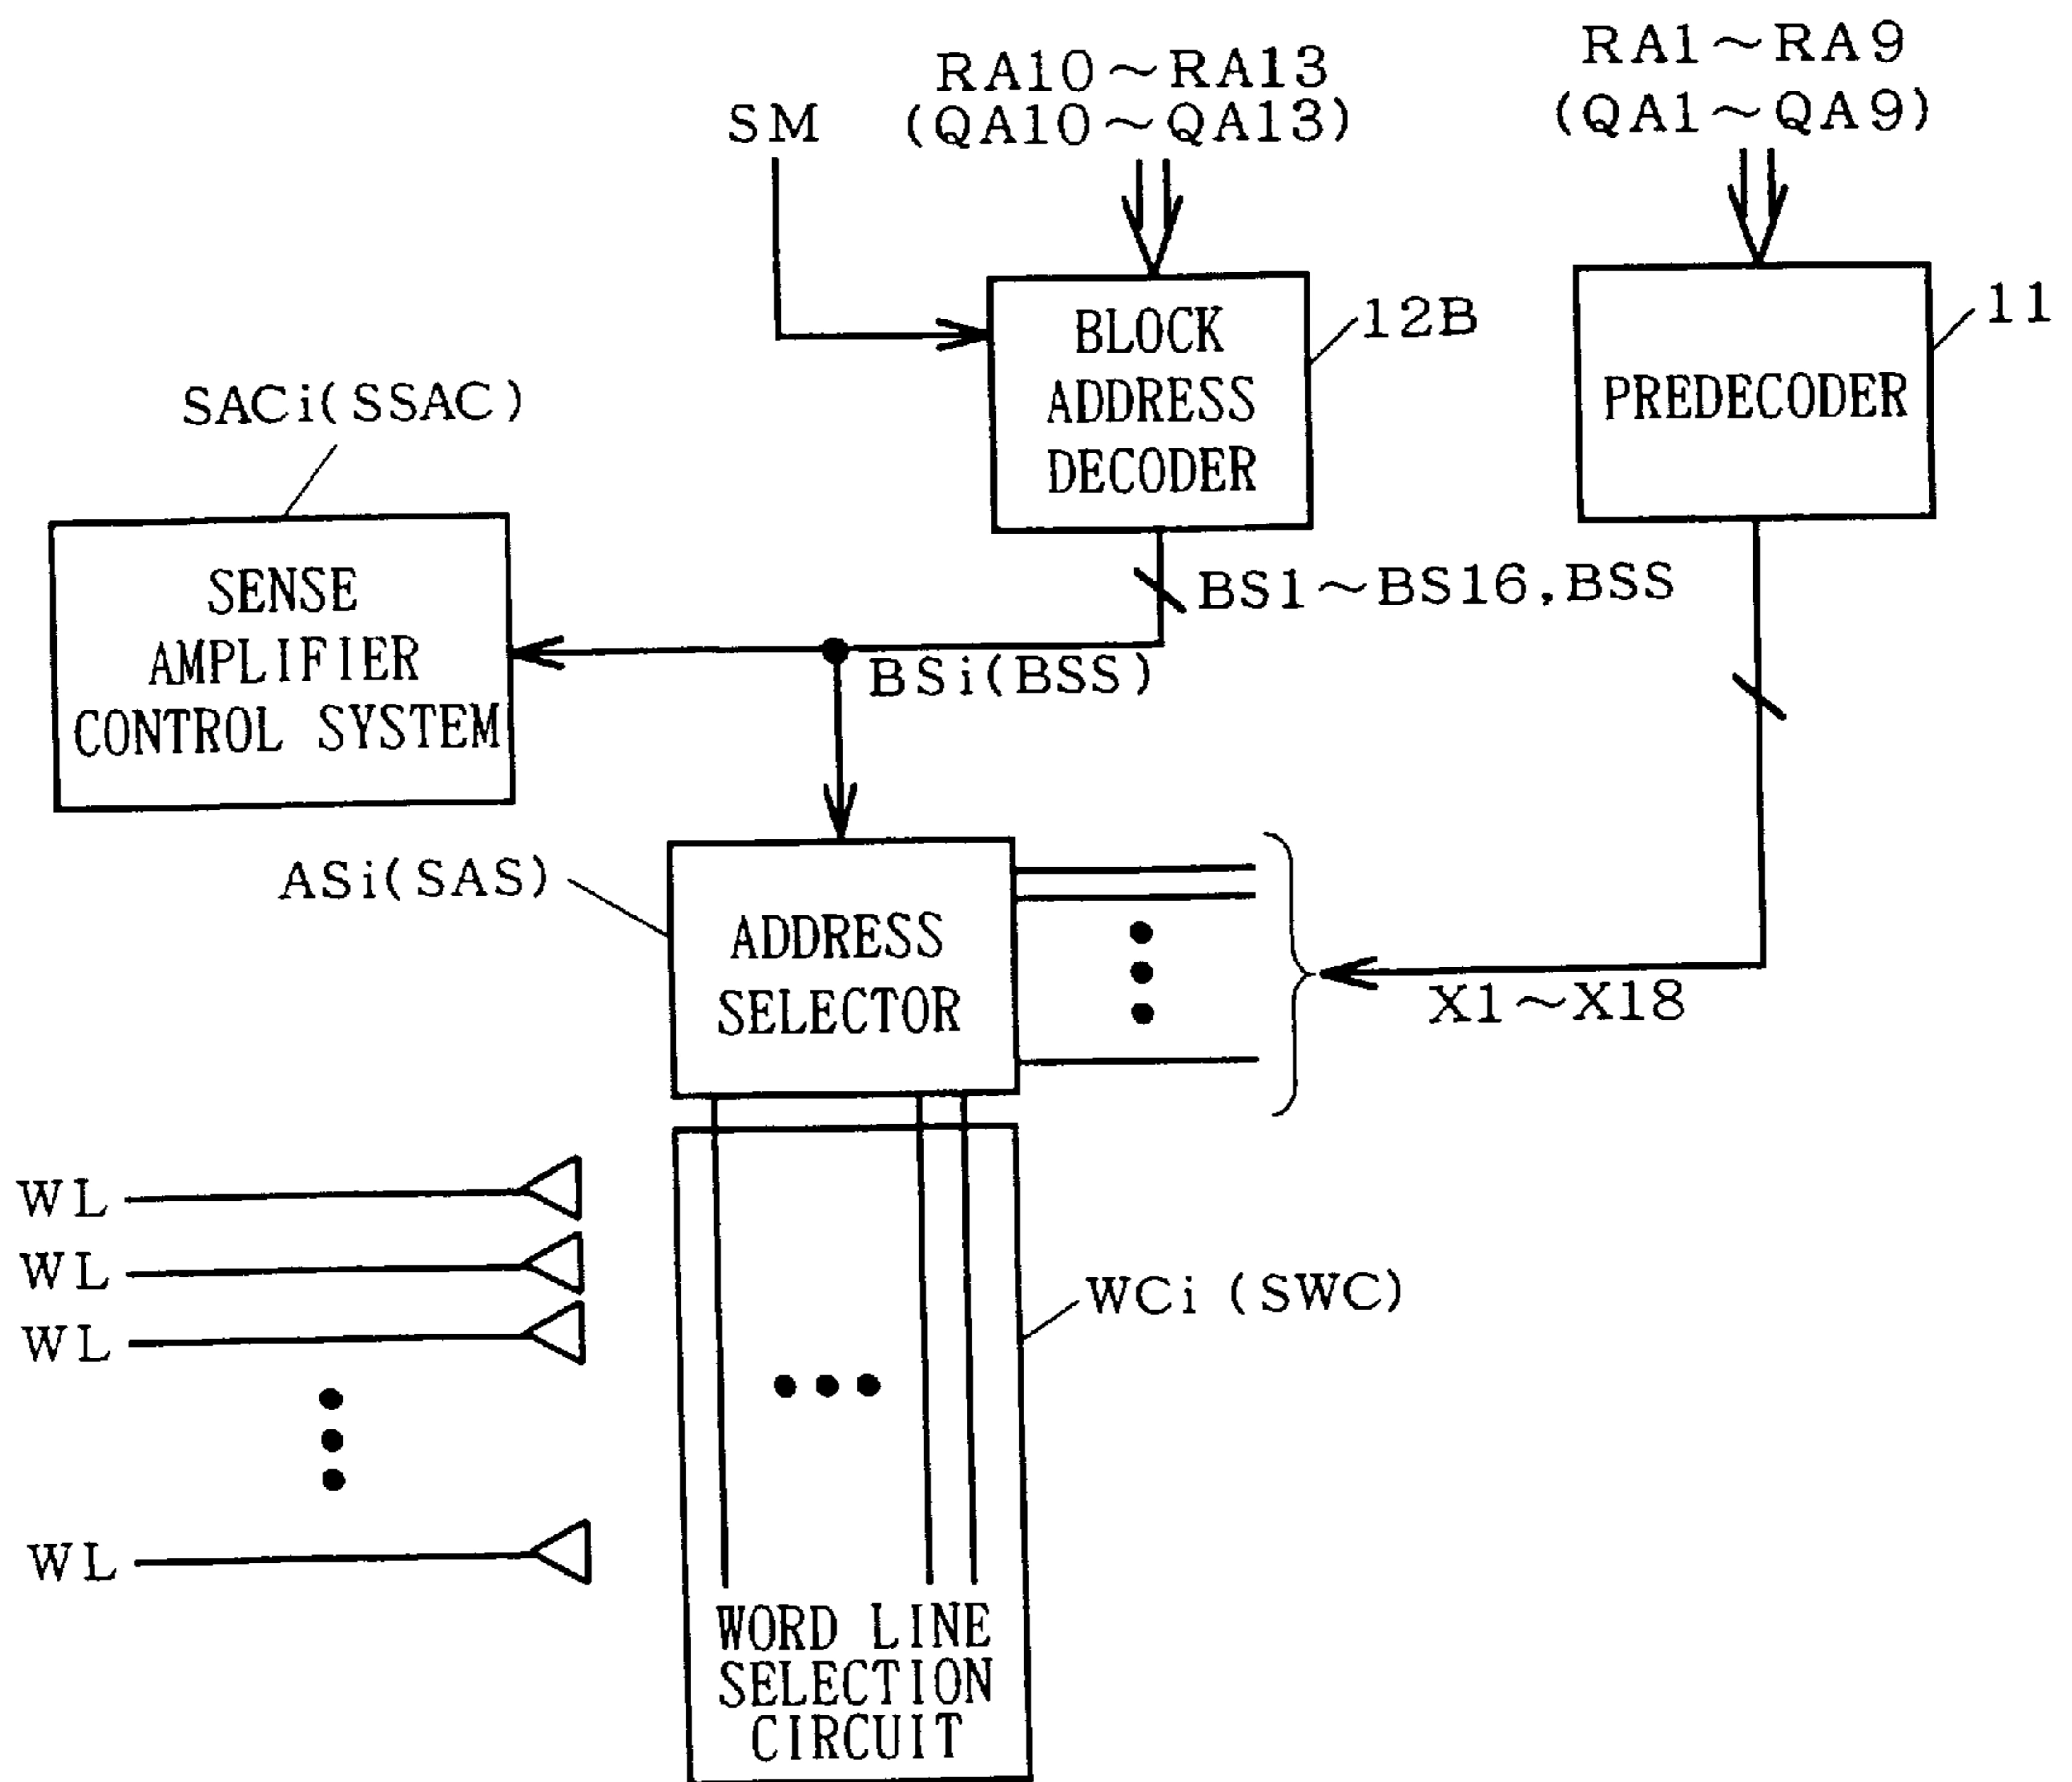 RA1~RA9
(QA1~QA9)
RA10~RA13
(QA10~QA13)
SM
BLOCK
ADDRESS
DECODER
12B
PREDECODER
11
SACi(SSAC)
SENSE
AMPLIFIER
CONTROL SYSTEM
BS1~BS16,BSS
BSi(BSS)
ASi(SAS)
ADDRESS
SELECTOR
X1~X18
WL
WL
WL
WL
WCi (SWC)
WORD LINE
SELECTION
CIRCUIT